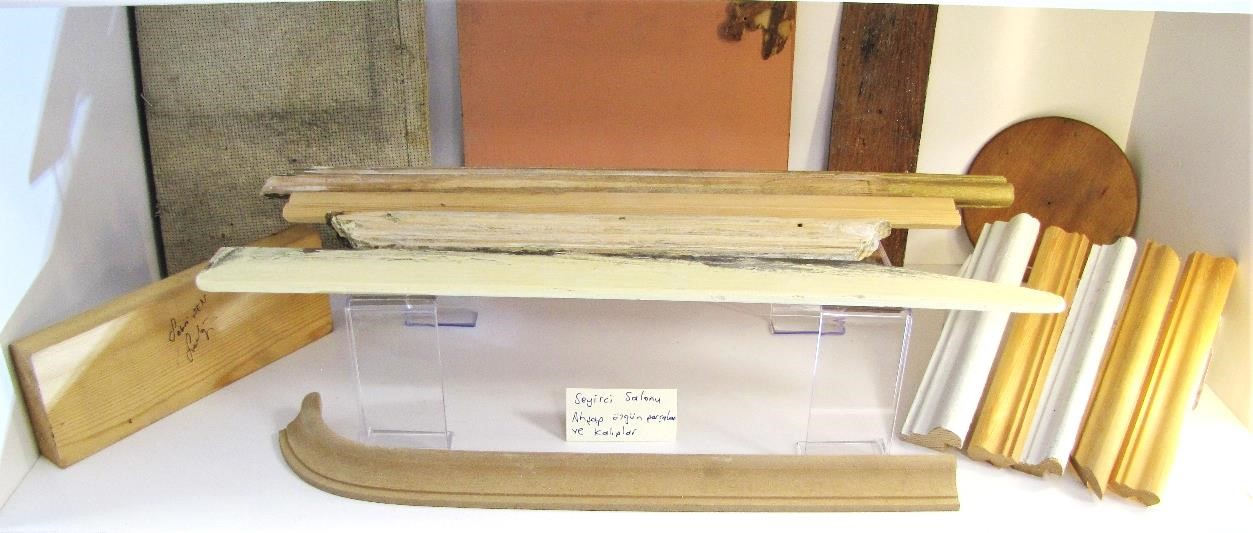 Seyirci Salonu
Ahşap özgün parçalar
ve Kalıplar